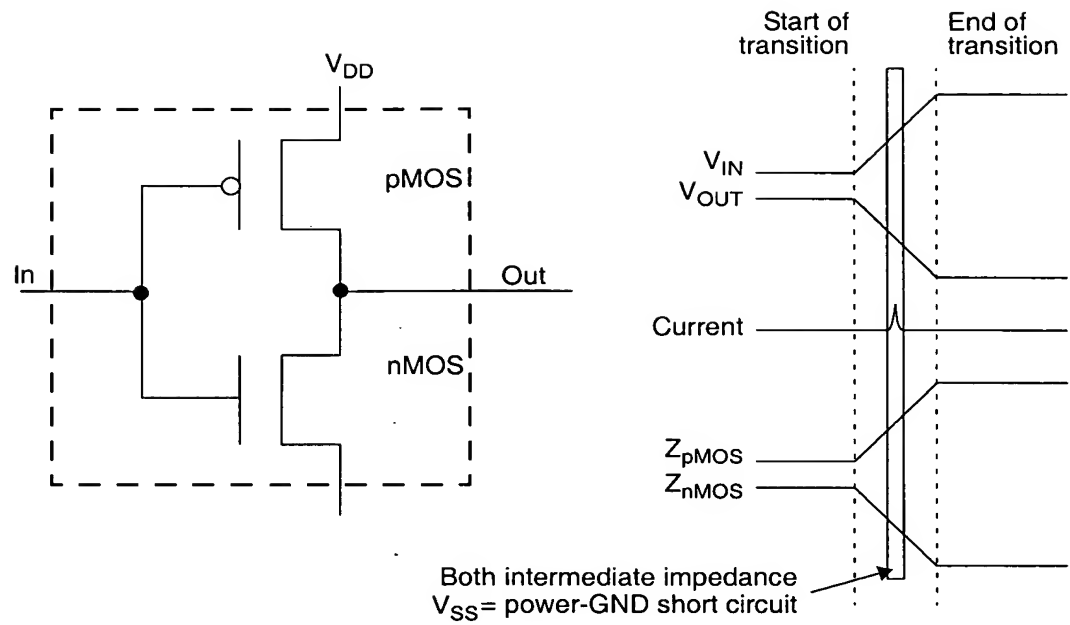 Start of
transition
End of
transition
VDD
pMOS
In
Out
nMOS
VIN
VOUT
Current
ZpMOS
ZnMOS
Both intermediate impedance
VSS= power-GND short circuit